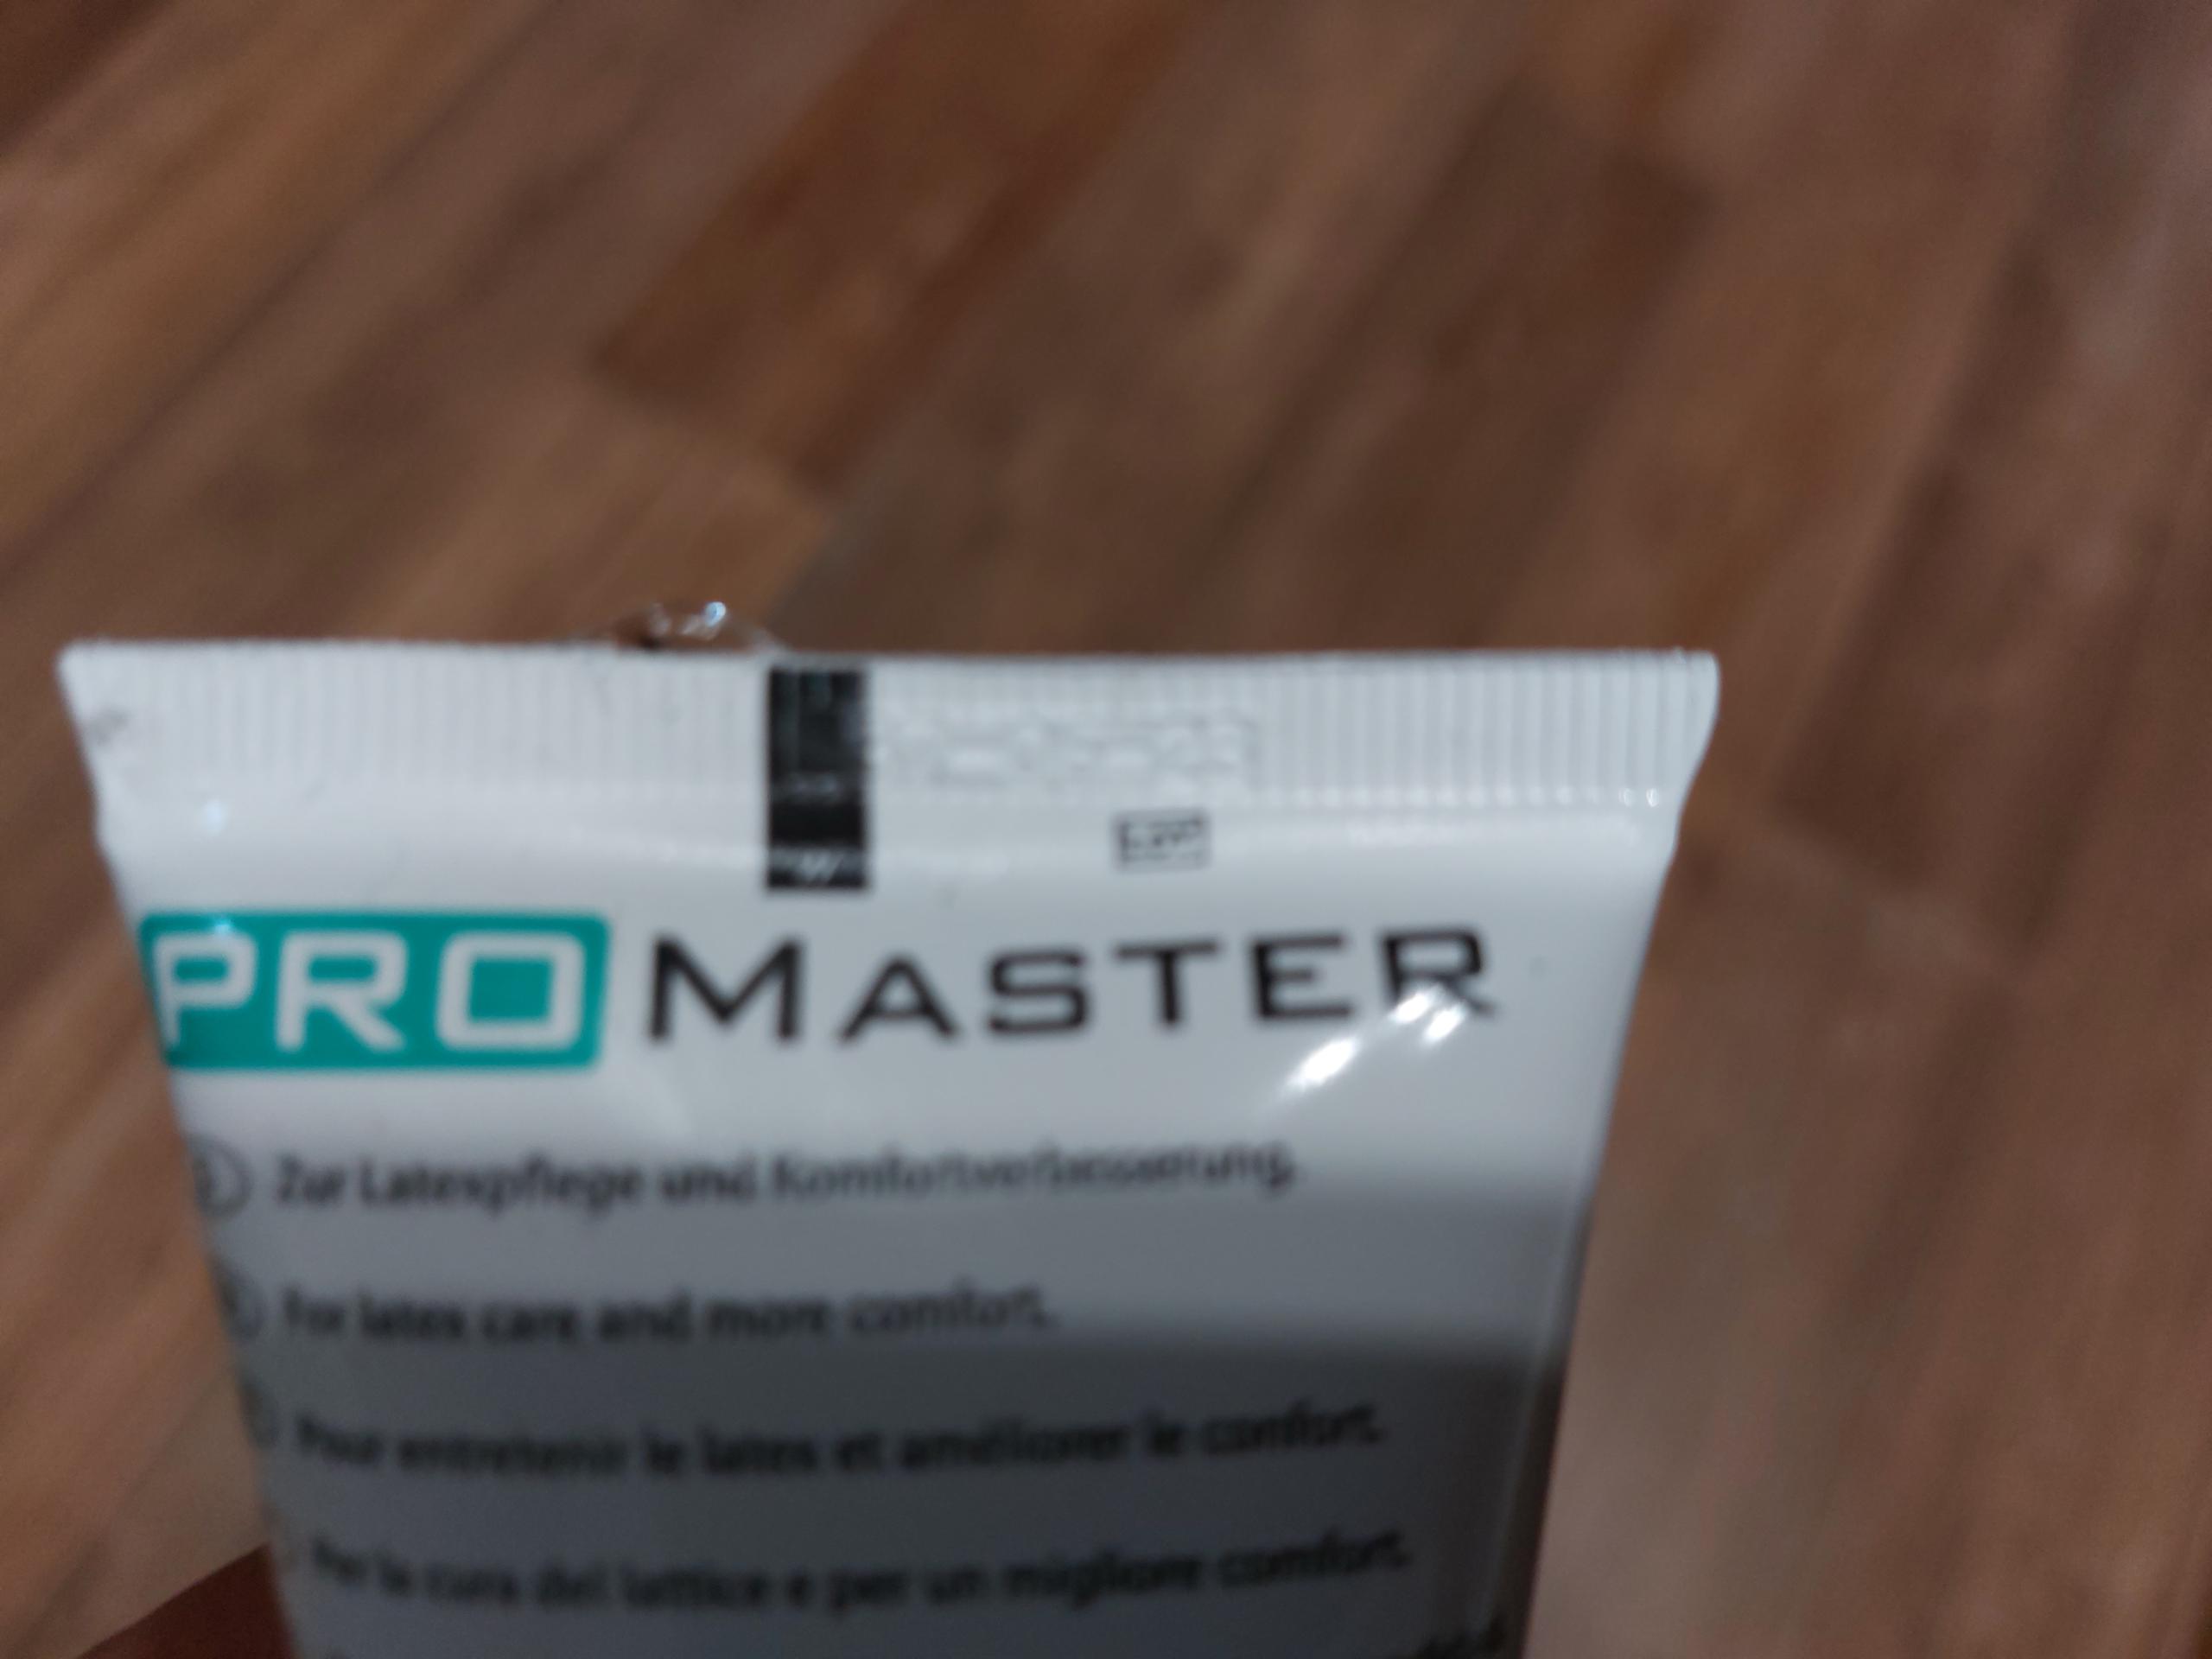 PRO MASTER
Zur Latexpflege und Komfortverbesserung.
For latex care and more comfort.
Pour entretenir le latex et améliorer le confort.
Per la cura del lattice e per un migliore comfort.